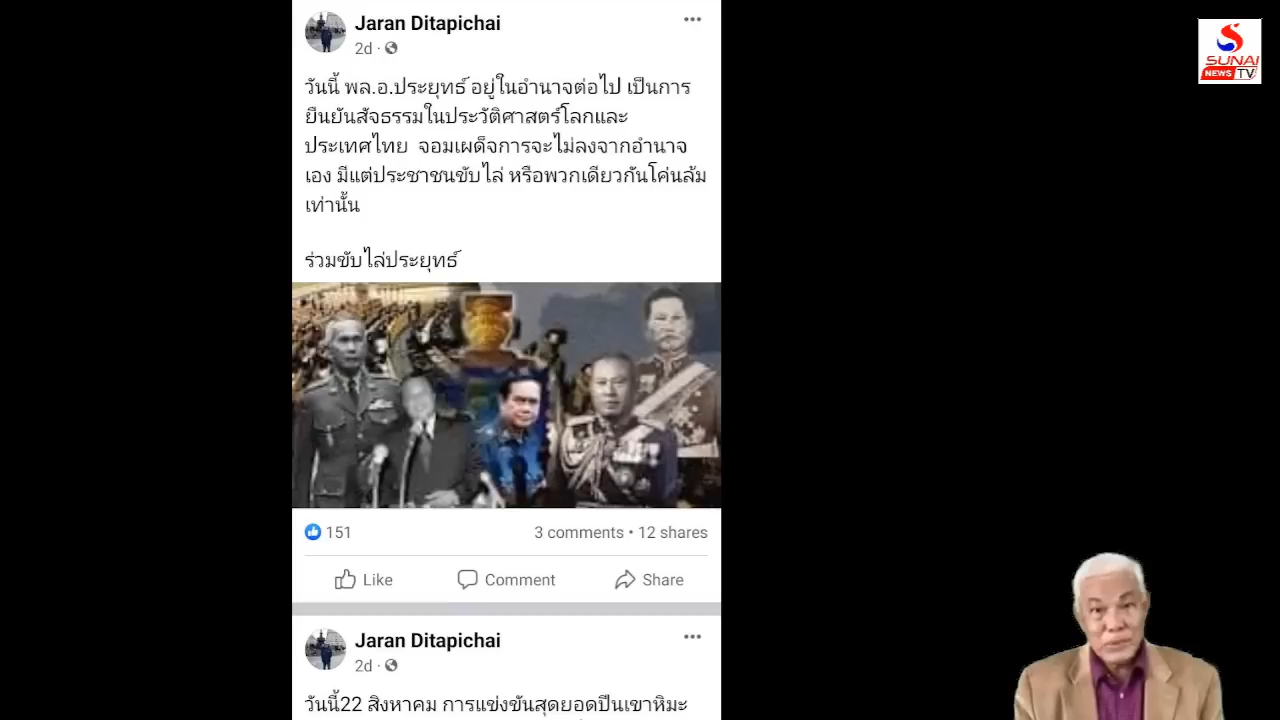 Jaran Ditapichai
2d
วันนี้ พล.อ.ประยุทธ์ อยู่ในอำนาจต่อไป เป็นการ
ยืนยันสัจธรรมในประวัติศาสตร์โลกและ
ประเทศไทย จอมเผด็จการจะไม่ลงจากอำนาจ
เอง มีแต่ประชาชนขับไล่ หรือพวกเดียวกันโค่นล้ม
เท่านั้น
ร่วมขับไล่ประยุทธ์
151
3 comments • 12 shares
Like
Comment
Share
Jaran Ditapichai
2d
วันนี้22 สิงหาคม การแข่งขันสุดยอดปีนเขาหิมะ
SUNAI
NEWS TV